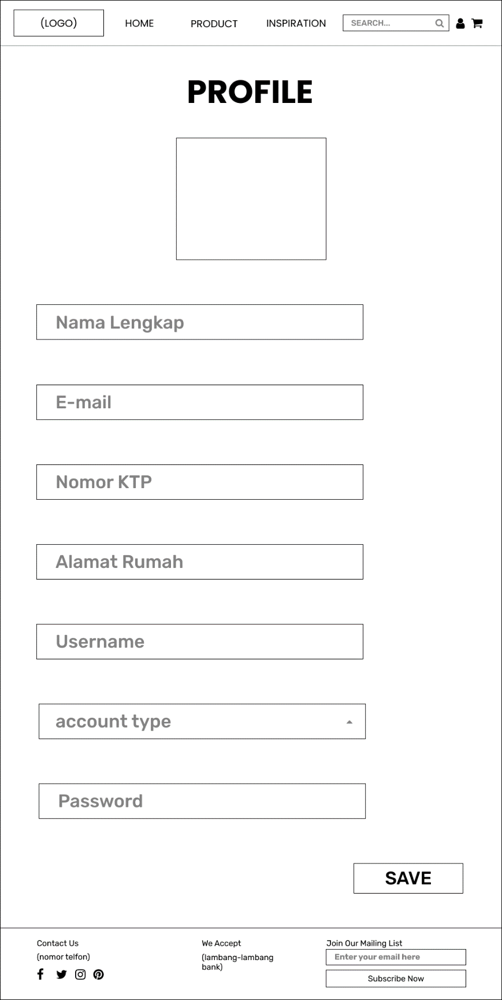 (LOGO)
HOME
PRODUCT
INSPIRATION
SEARCH...
PROFILE
Nama Lengkap
E-mail
Nomor KTP
Alamat Rumah
Username
account type
Password
SAVE
Contact Us
(nomor telfon)
We Accept
(lambang-lambang
bank)
Join Our Mailing List
Enter your email here
Subscribe Now